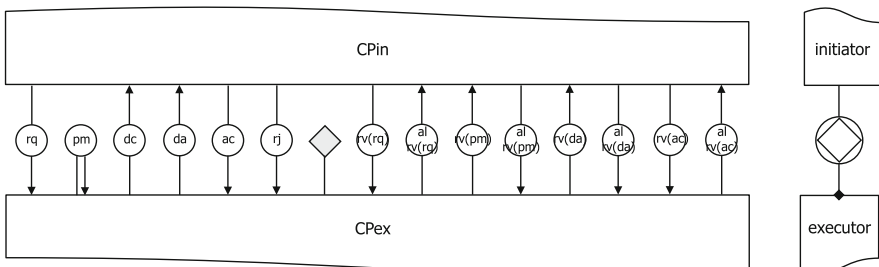 CPin
initiator
rq
pm
dc
da
ac
rj
rv(rq)
al
rv(rq)
rv(pm)
al
rv(pm)
rv(da)
al
rv(da)
rv(ac)
al
rv(ac)
CPex
executor